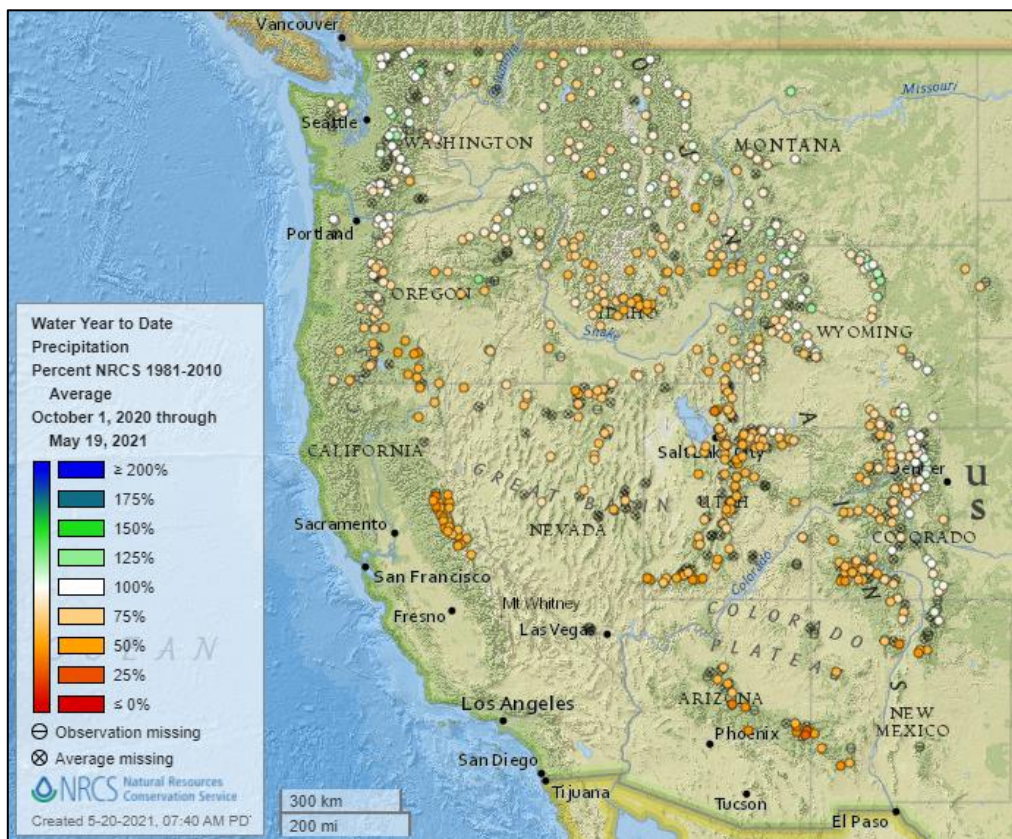 Vancouver
Seattle
WASHINGTON
Missouri
MONTANA
Portland
OREGON
IDAHO
Snake
WYOMING
CALIFORNIA
Salt Lake City
GREAT BASIN
UTAH
NEVADA
Denver
US
COLORADO
Sacramento
San Francisco
Colorado
Fresno
Mt Whitney
Las Vegas
COLORADO
PLATEA
Los Angeles
ARIZONA
NEW
MEXICO
Phoenix
San Diego
Tijuana
Tucson
El Paso
Water Year to Date
Precipitation
Percent NRCS 1981-2010
Average
October 1, 2020 through
May 19, 2021
≥ 200%
175%
150%
125%
100%
75%
50%
25%
≤ 0%
Observation missing
Average missing
NRCS Natural Resources
Conservation Service
Created 5-20-2021, 07:40 AM PD
300 km
200 mi